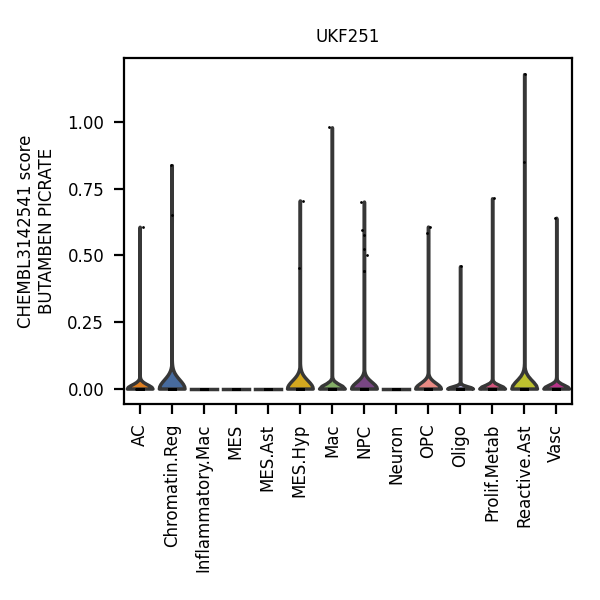 UKF251
CHEMBL3142541 score
BUTAMBEN PICRATE
1.00
0.75
0.50
0.25
0.00
AC
Chromatin.Reg
Inflammatory.Mac
MES
MES.Ast
MES.Hyp
Mac
NPC
Neuron
OPC
Oligo
Prolif.Metab
Reactive.Ast
Vasc